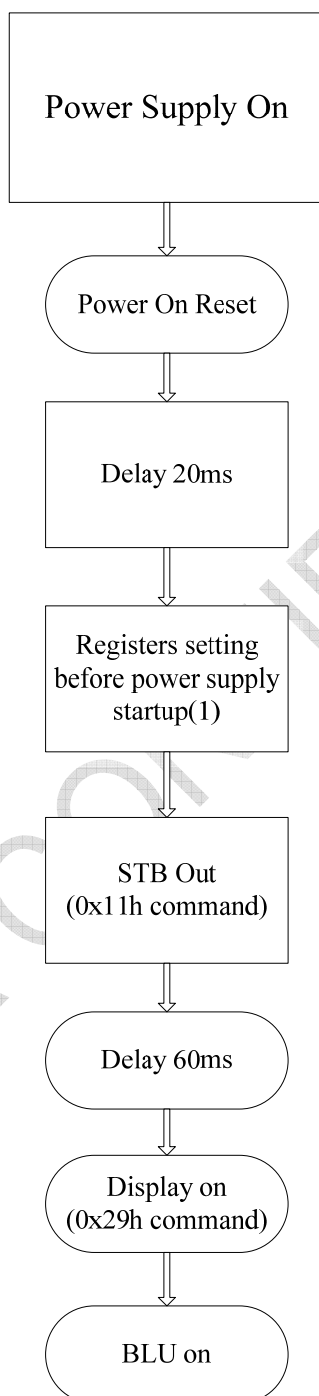 Power Supply On
Power On Reset
Delay 20ms
Registers setting
before power supply
startup(1)
STB Out
(0x11h command)
Delay 60ms
Display on
(0x29h command)
BLU on